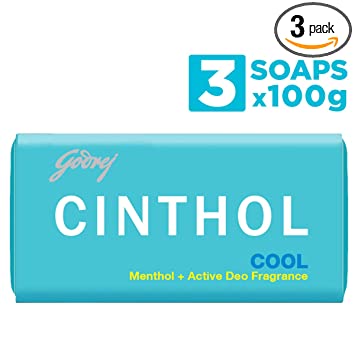 3 pack
3 SOAPS
x100g
Godrej
CINTHOL
COOL
Menthol + Active Deo Fragrance